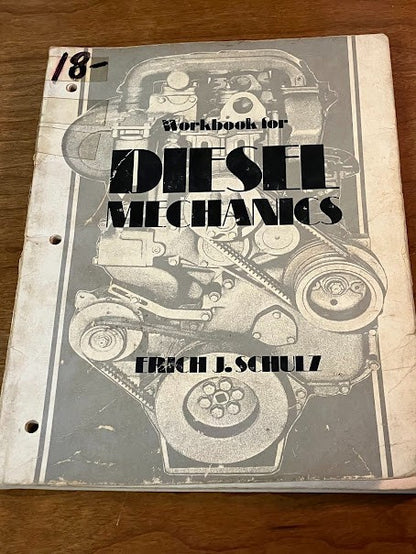 18-
Workbook for
DIESEL
MECHANICS
ERICH J. SCHULZ